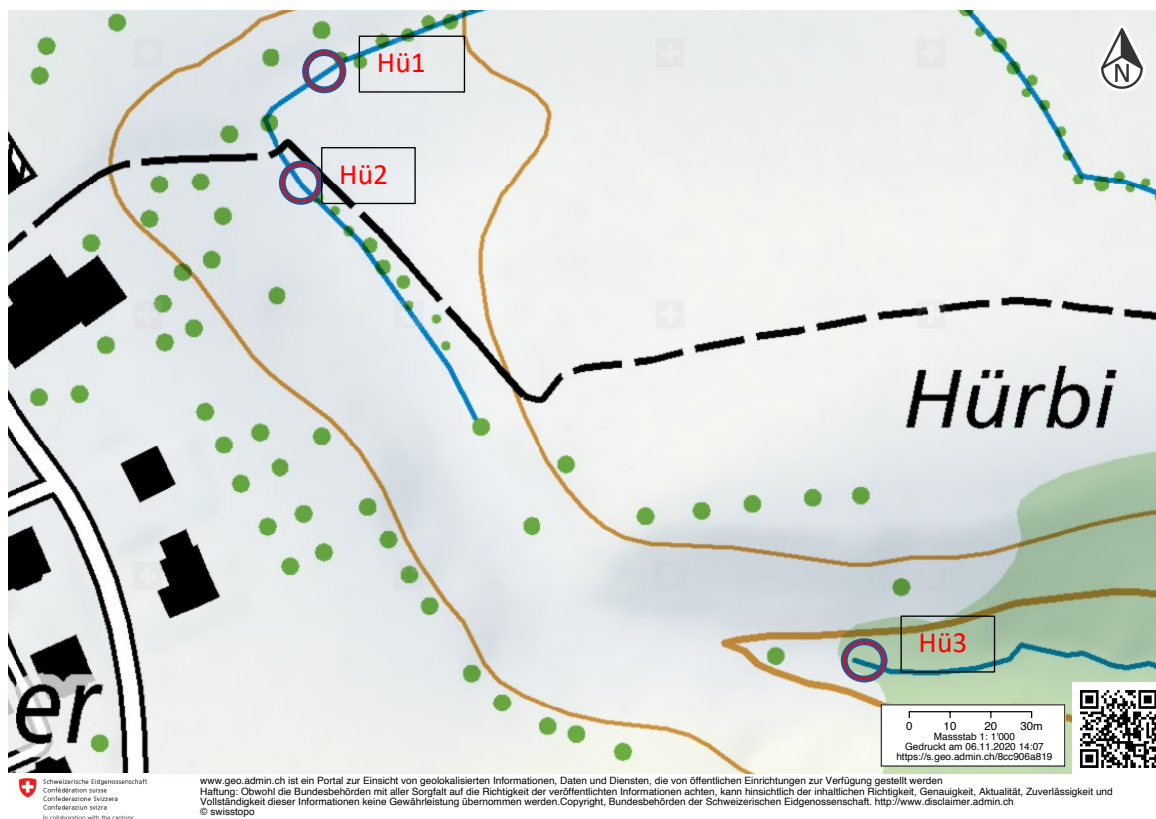 Hü1
N
Hü2
Hürbi
Hü3
er
0 10 20 30m
Massstab 1: 1'000
Gedruckt am 06.11.2020 14:07
https://s.geo.admin.ch/8cc906a819
Schweizerische Eidgenossenschaft
Confédération suisse
Confederazione Svizzera
Confederaziun svizra
In collaboration with the cantons
www.geo.admin.ch ist ein Portal zur Einsicht von geolokalisierten Informationen, Daten und Diensten, die von öffentlichen Einrichtungen zur Verfügung gestellt werden
Haftung: Obwohl die Bundesbehörden mit aller Sorgfalt auf die Richtigkeit der veröffentlichten Informationen achten, kann hinsichtlich der inhaltlichen Richtigkeit, Genauigkeit, Aktualität, Zuverlässigkeit und
Vollständigkeit dieser Informationen keine Gewährleistung übernommen werden.Copyright, Bundesbehörden der Schweizerischen Eidgenossenschaft. http://www.disclaimer.admin.ch
© swisstopo